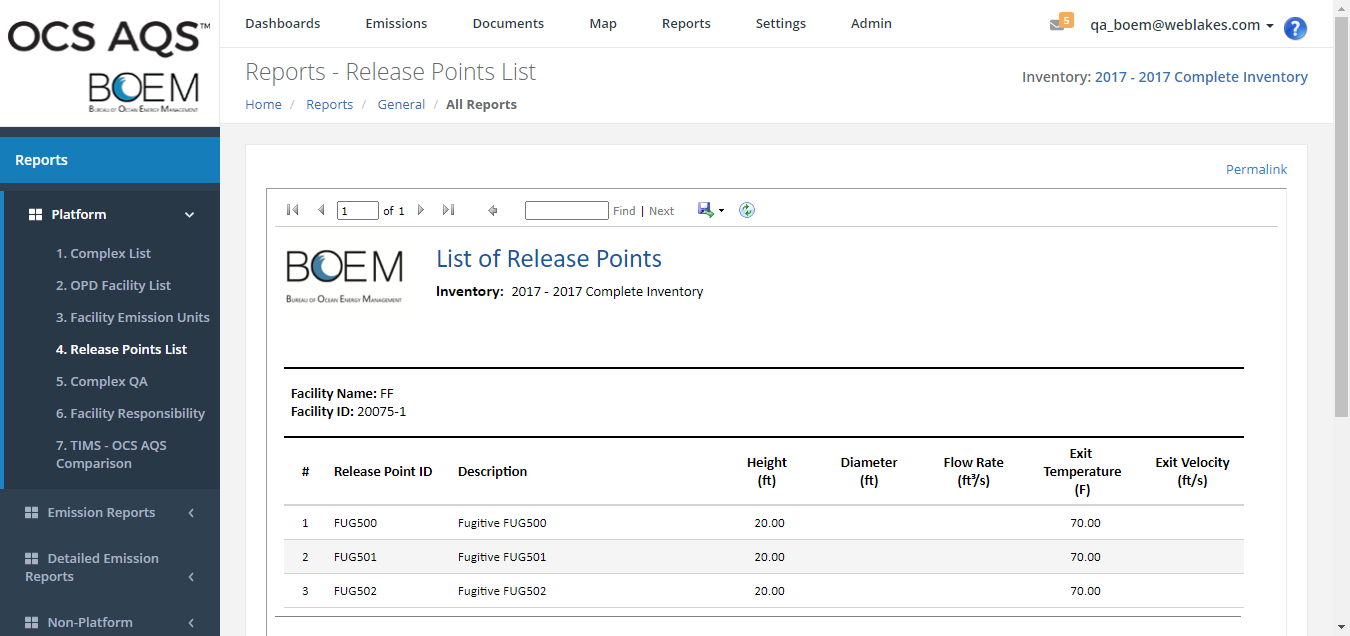 OCS AQS™
BOEM
BUREAU OF OCEAN ENERGY MANAGEMENT
Dashboards Emissions Documents Map Reports Settings Admin
5 qa_boem@weblakes.com ?
Reports - Release Points List
Inventory: 2017 - 2017 Complete Inventory
Home / Reports / General / All Reports
Reports
Platform
1. Complex List
2. OPD Facility List
3. Facility Emission Units
4. Release Points List
5. Complex QA
6. Facility Responsibility
7. TIMS - OCS AQS
Comparison
Emission Reports
Detailed Emission
Reports
Non-Platform
Permalink
1 of 1 Find | Next
BOEM
BUREAU OF OCEAN ENERGY MANAGEMENT
List of Release Points
Inventory: 2017 - 2017 Complete Inventory
Facility Name: FF
Facility ID: 20075-1
# Release Point ID Description Height (ft) Diameter (ft) Flow Rate (ft³/s) Exit Temperature (F) Exit Velocity (ft/s)
1 FUG500 Fugitive FUG500 20.00 70.00
2 FUG501 Fugitive FUG501 20.00 70.00
3 FUG502 Fugitive FUG502 20.00 70.00